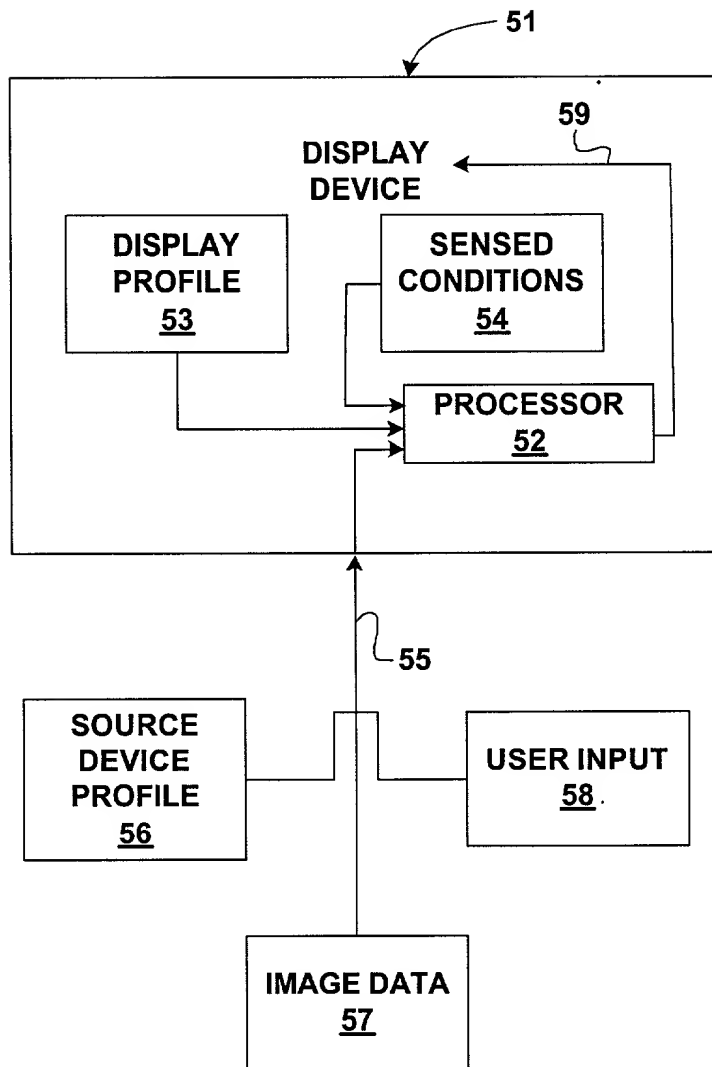 51
59
DISPLAY
DEVICE
DISPLAY
PROFILE
53
SENSED
CONDITIONS
54
PROCESSOR
52
55
SOURCE
DEVICE
PROFILE
56
USER INPUT
58
IMAGE DATA
57